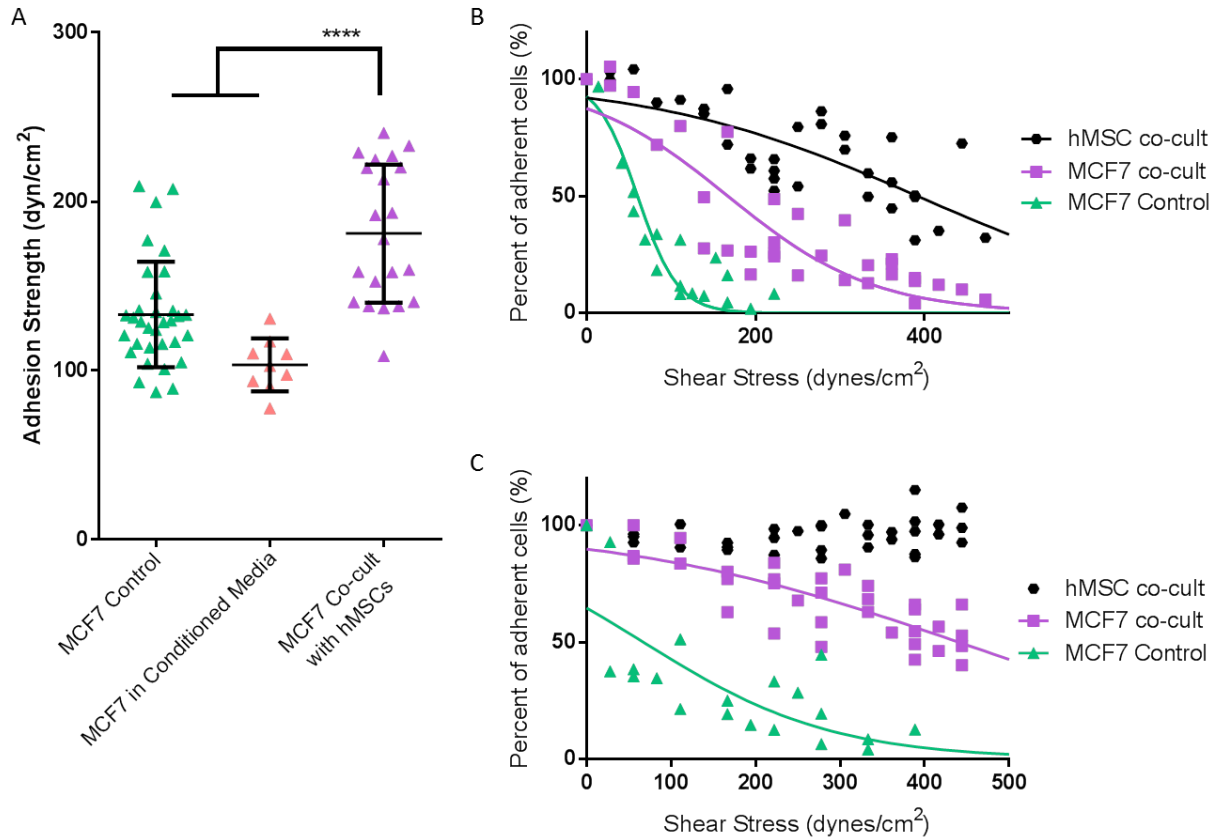 A
300
200
100
0
Adhesion Strength (dyn/cm²)
****
MCF7 Control
MCF7 in Conditioned Media
MCF7 Co-cult
with hMSCs
B
Percent of adherent cells (%)
100
50
0
0
200
400
Shear Stress (dynes/cm²)
hMSC co-cult
MCF7 co-cult
MCF7 Control
C
Percent of adherent cells (%)
100
50
0
0
100
200
300
400
500
Shear Stress (dynes/cm²)
hMSC co-cult
MCF7 co-cult
MCF7 Control